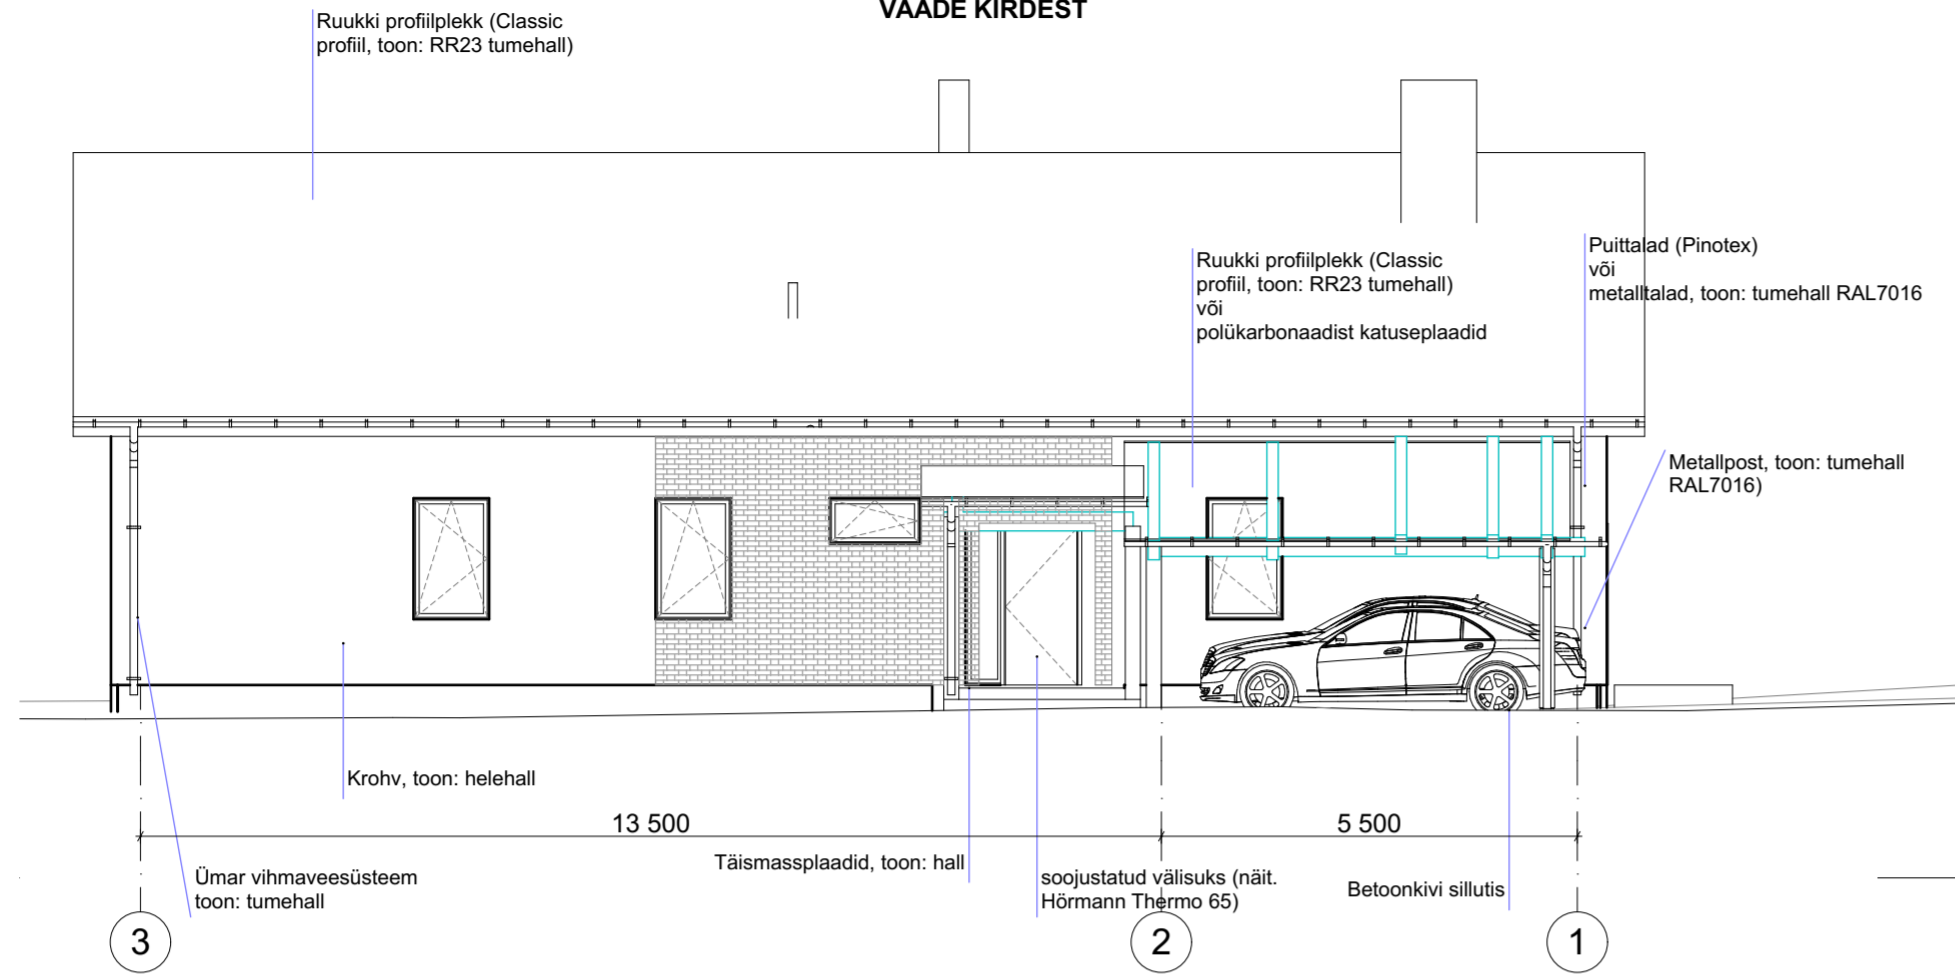 VAADE KIRDEST
Ruukki profiilplekk (Classic
profiil, toon: RR23 tumehall)
Ruukki profiilplekk (Classic
profiil, toon: RR23 tumehall)
või
polükarbonaadist katuseplaadid
Puittalad (Pinotex)
või
metalltalad, toon: tumehall RAL7016
Metallpost, toon: tumehall
RAL7016)
Krohv, toon: helehall
13 500
5 500
Täismassplaadid, toon: hall
Ümar vihmaveesüsteem
toon: tumehall
soojustatud välisuks (näit.
Hörmann Thermo 65)
Betoonkivi sillutis
3
2
1